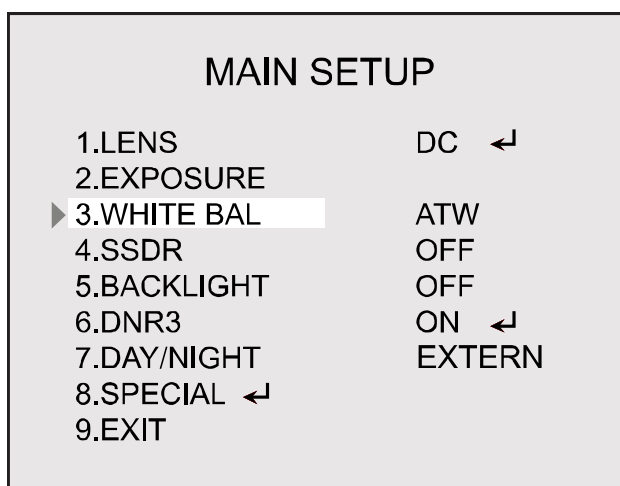 MAIN SETUP
1.LENS DC ↲
2.EXPOSURE
3.WHITE BAL ATW
4.SSDR OFF
5.BACKLIGHT OFF
6.DNR3 ON ↲
7.DAY/NIGHT EXTERN
8.SPECIAL ↲
9.EXIT